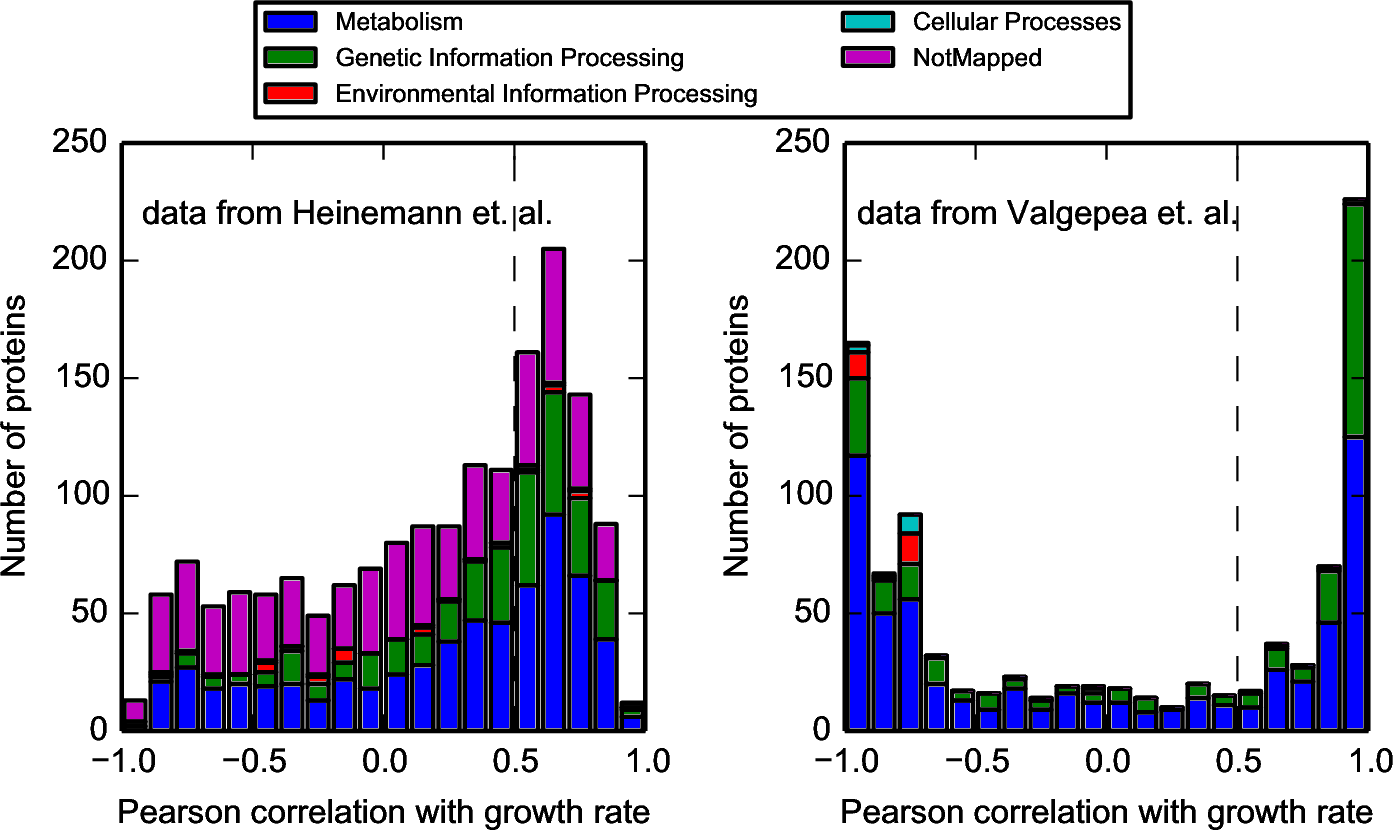 Metabolism
Genetic Information Processing
Environmental Information Processing
Cellular Processes
NotMapped
250
200
150
100
50
0
Number of proteins
data from Heinemann et. al.
−1.0 −0.5 0.0 0.5 1.0
Pearson correlation with growth rate
250
200
150
100
50
0
Number of proteins
data from Valgepea et. al.
−1.0 −0.5 0.0 0.5 1.0
Pearson correlation with growth rate